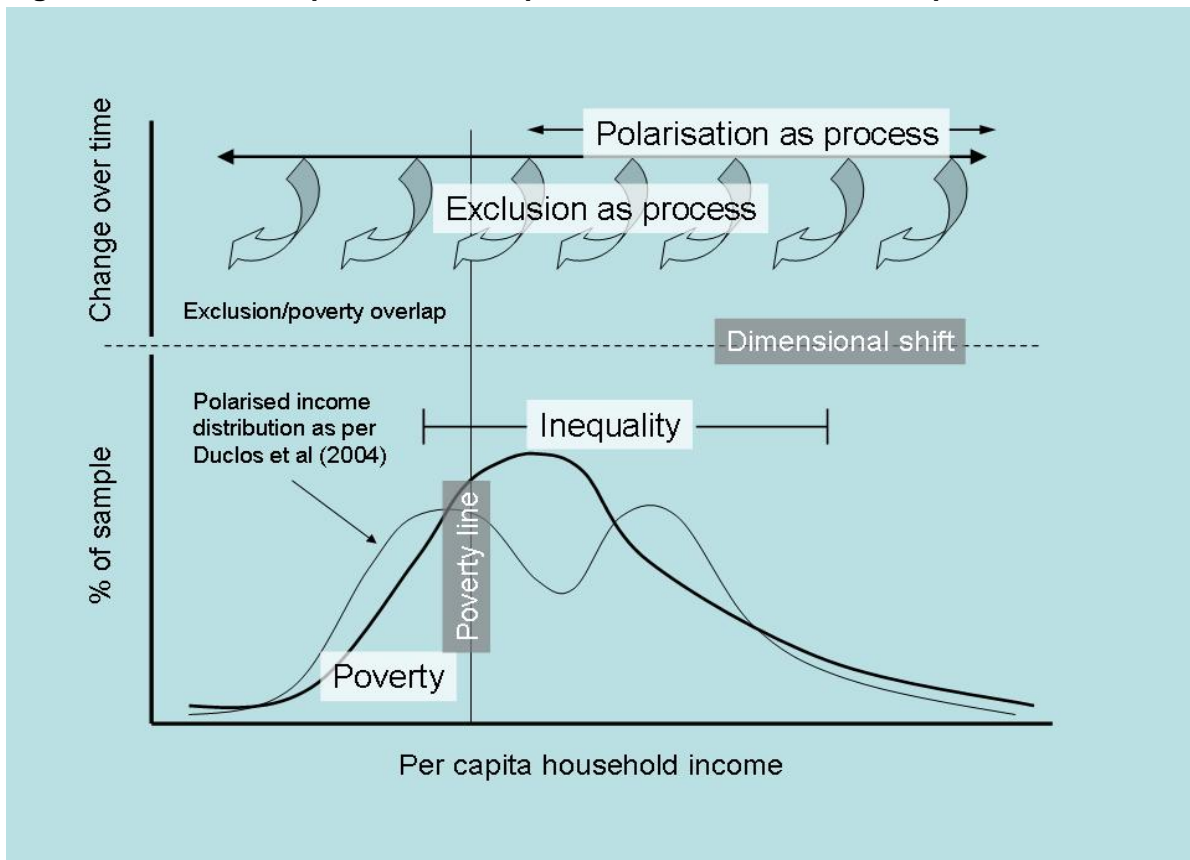 Polarisation as process
Exclusion as process
Change over time
Exclusion/poverty overlap
Dimensional shift
Polarised income
distribution as per
Duclos et al (2004)
Inequality
% of sample
Poverty line
Poverty
Per capita household income